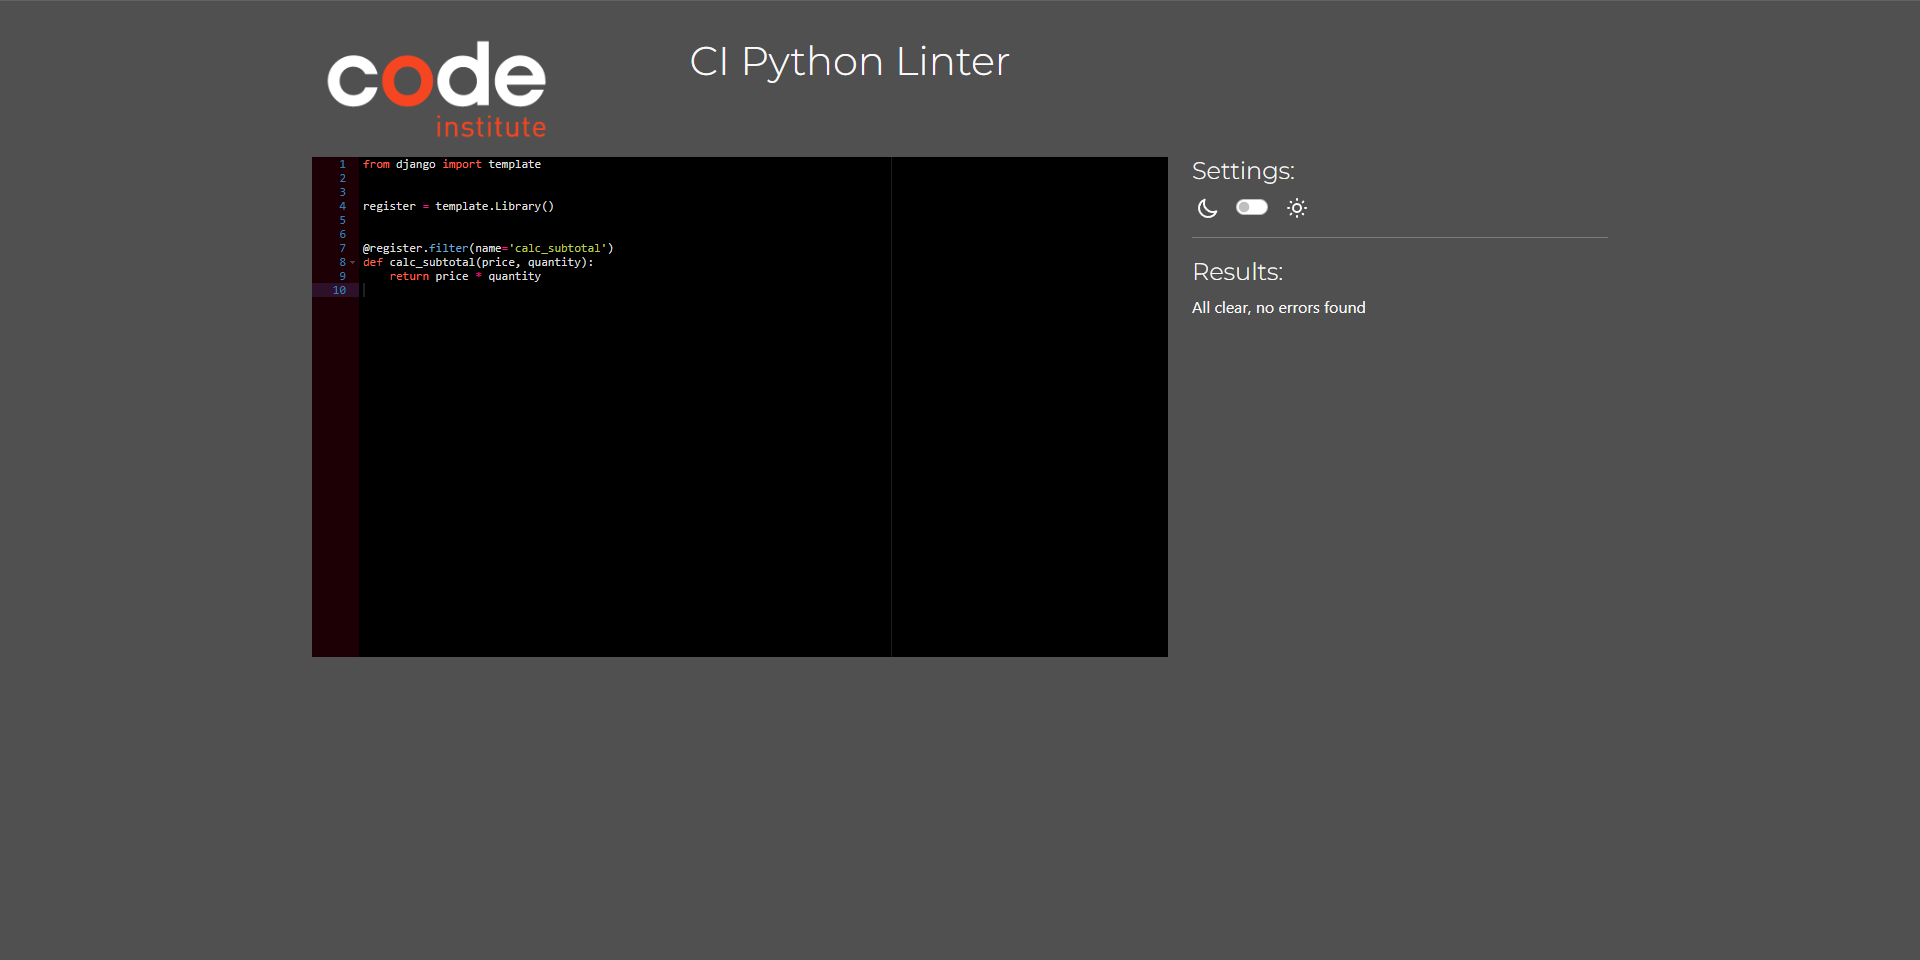 code
institute
CI Python Linter
1 from django import template
2
3
4 register = template.Library()
5
6
7 @register.filter(name='calc_subtotal')
8 def calc_subtotal(price, quantity):
9     return price * quantity
10
Settings:
Results:
All clear, no errors found